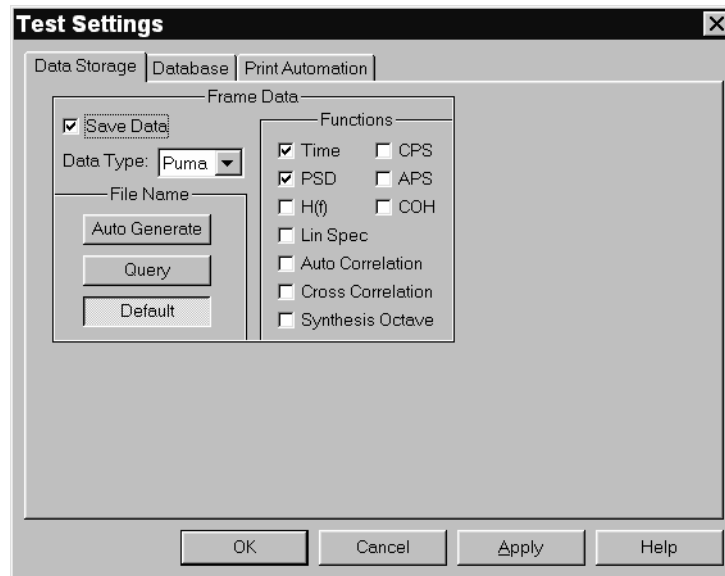 Test Settings
Data Storage
Database
Print Automation
Frame Data
Save Data
Data Type: Puma
File Name
Auto Generate
Query
Default
Functions
Time
CPS
PSD
APS
H(f)
COH
Lin Spec
Auto Correlation
Cross Correlation
Synthesis Octave
OK
Cancel
Apply
Help